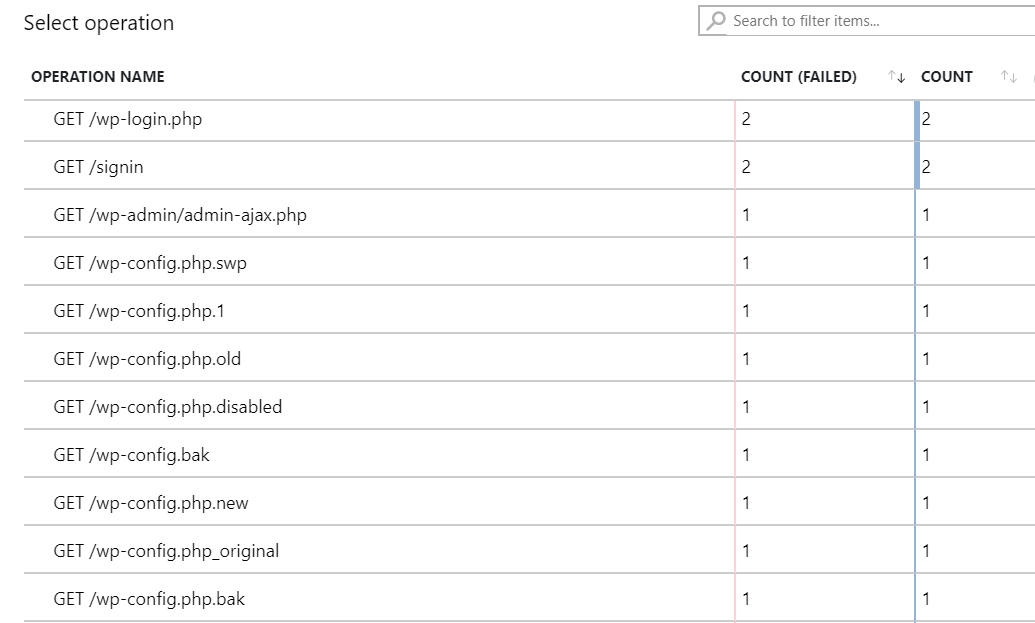 Select operation
Search to filter items...
OPERATION NAME COUNT (FAILED) ↑↓ COUNT ↑↓
GET /wp-login.php 2 2
GET /signin 2 2
GET /wp-admin/admin-ajax.php 1 1
GET /wp-config.php.swp 1 1
GET /wp-config.php.1 1 1
GET /wp-config.php.old 1 1
GET /wp-config.php.disabled 1 1
GET /wp-config.bak 1 1
GET /wp-config.php.new 1 1
GET /wp-config.php_original 1 1
GET /wp-config.php.bak 1 1